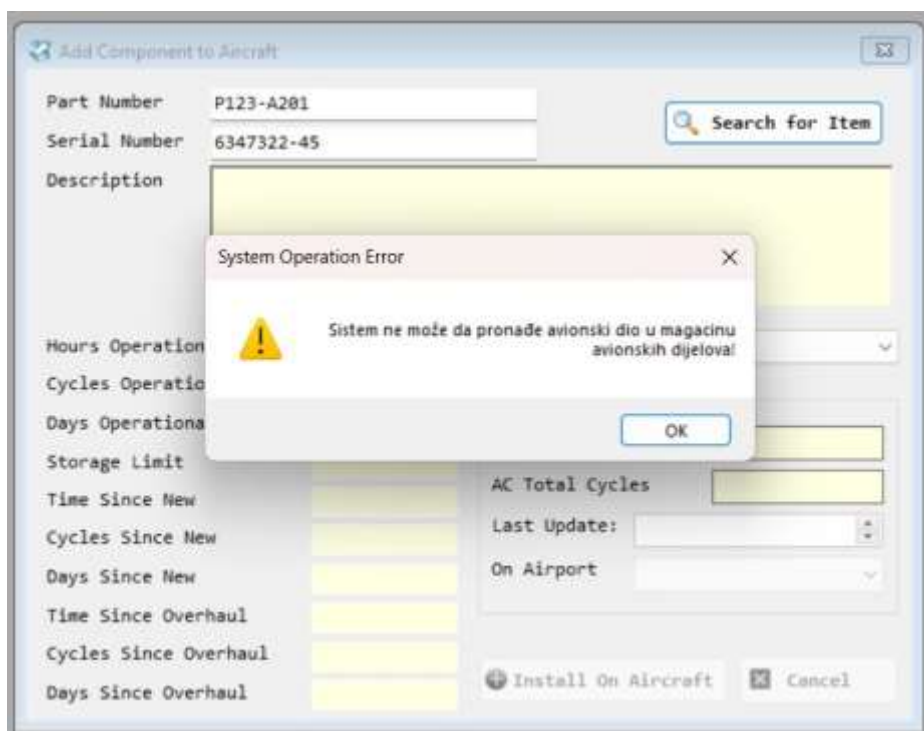 Add Component to Aircraft
Part Number P123-A201
Search for Item
Serial Number 6347322-45
Description
System Operation Error
Sistem ne može da pronađe avionski dio u magacinu
avionskih dijelova!
OK
Hours Operation
Cycles Operatio
Days Operationa
Storage Limit
Time Since New
Cycles Since New
Days Since New
Time Since Overhaul
Cycles Since Overhaul
Days Since Overhaul
AC Total Cycles
Last Update:
On Airport
Install On Aircraft
Cancel